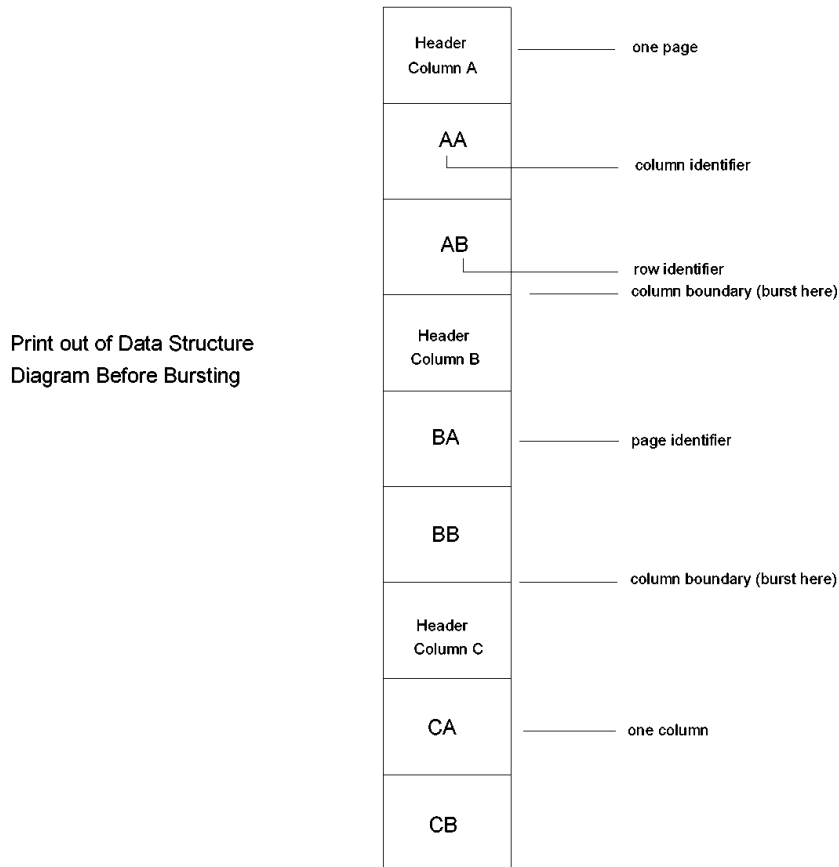 Header
Column A
one page
AA
column identifier
AB
row identifier
column boundary (burst here)
Print out of Data Structure
Diagram Before Bursting
Header
Column B
BA
page identifier
BB
column boundary (burst here)
Header
Column C
CA
one column
CB